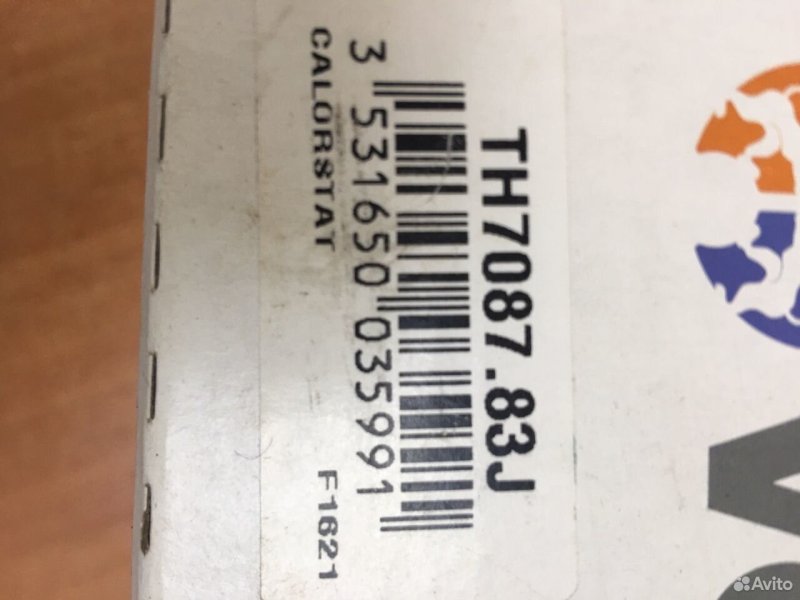 TH7087.83J
3 531650 035991
CALORSTAT F1621
Avito